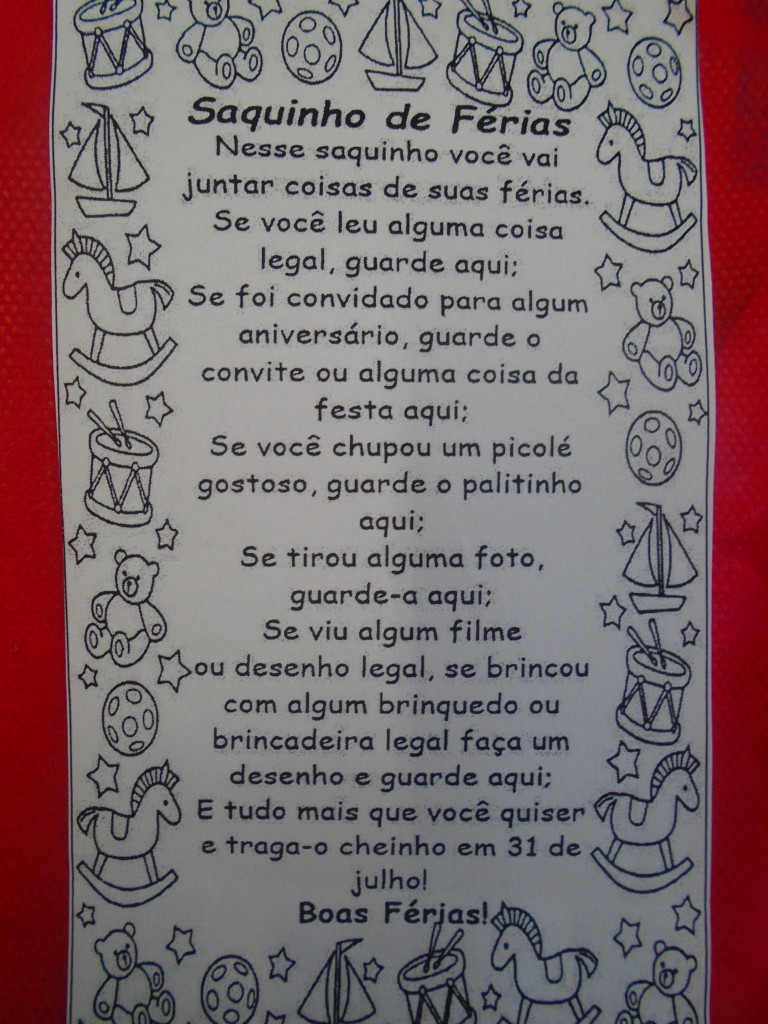 Saquinho de Férias
Nesse saquinho você vai
juntar coisas de suas férias.
Se você leu alguma coisa
legal, guarde aqui;
Se foi convidado para algum
aniversário, guarde o
convite ou alguma coisa da
festa aqui;
Se você chupou um picolé
gostoso, guarde o palitinho
aqui;
Se tirou alguma foto,
guarde-a aqui;
Se viu algum filme
ou desenho legal, se brincou
com algum brinquedo ou
brincadeira legal faça um
desenho e guarde aqui;
E tudo mais que você quiser
e traga-o cheinho em 31 de
julho!
Boas Férias!